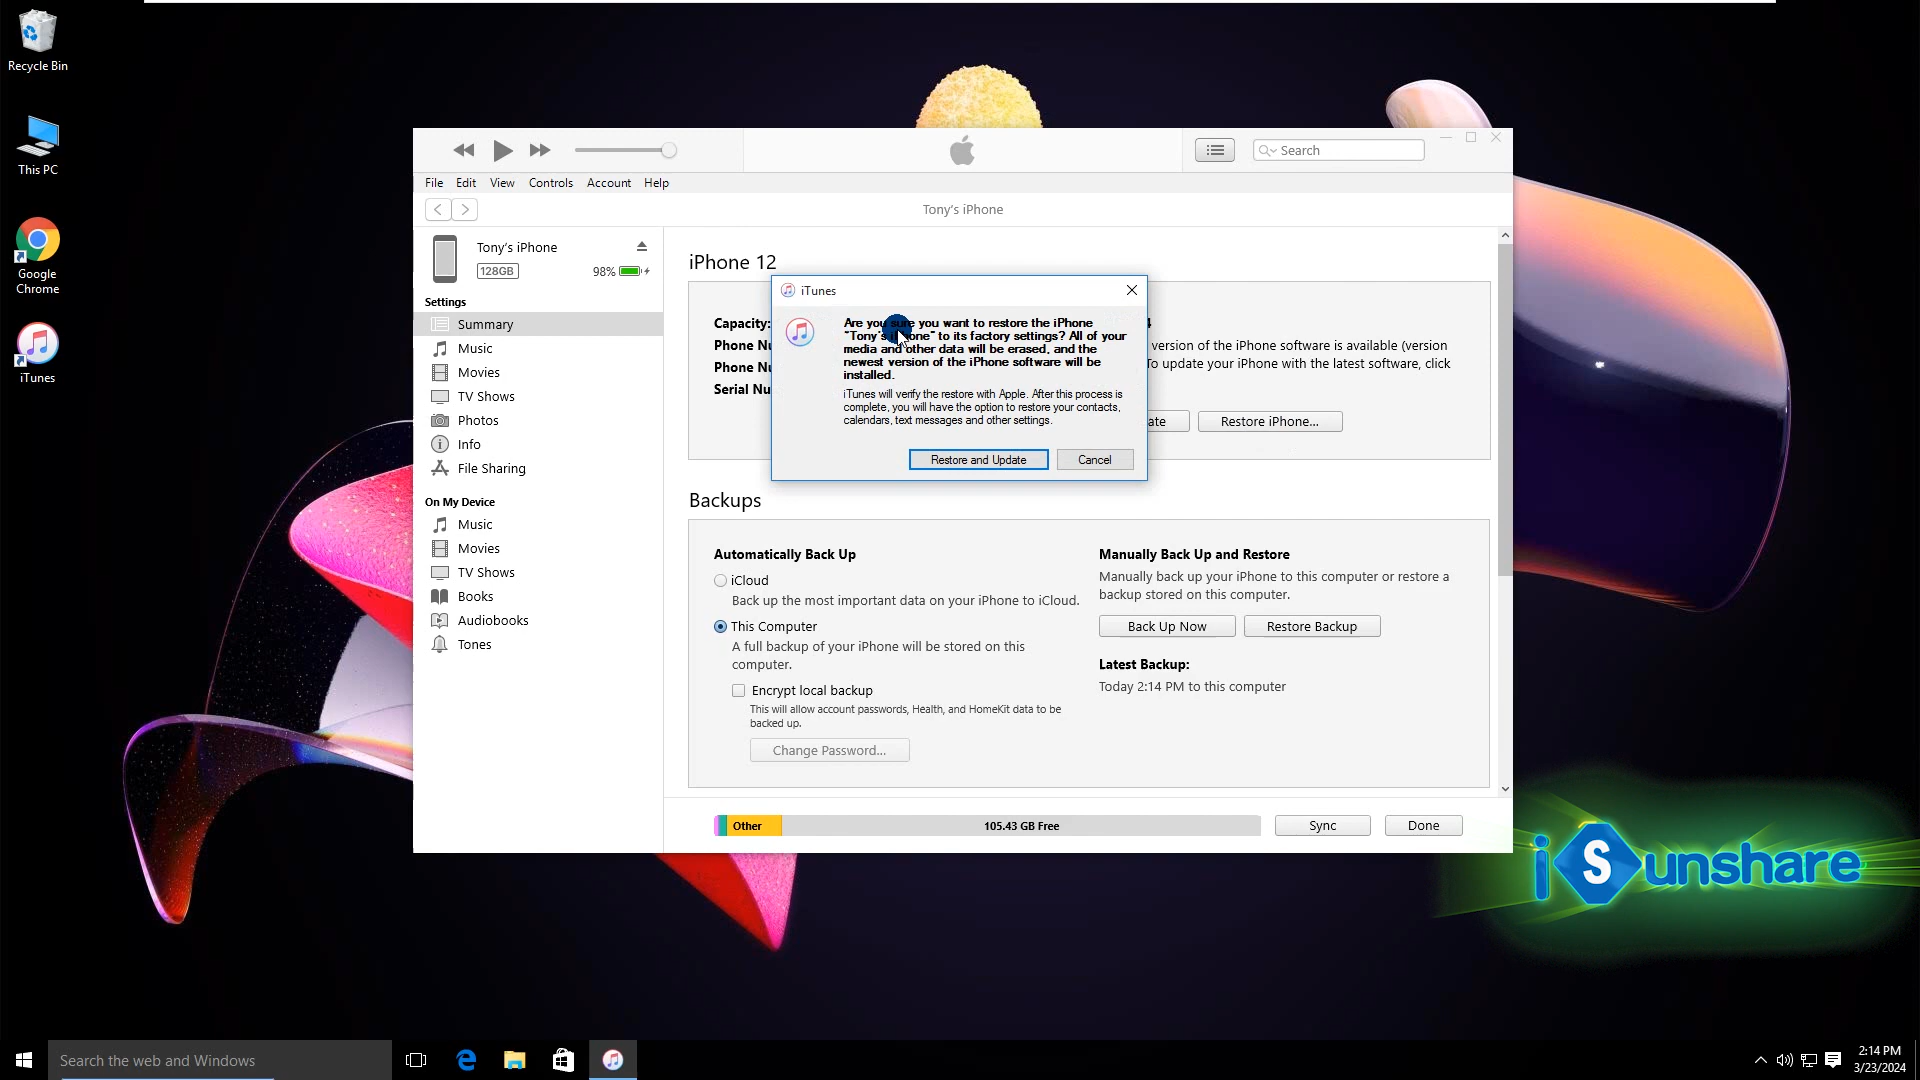 Recycle Bin
This PC
Google
Chrome
iTunes
Search
File Edit View Controls Account Help
Tony's iPhone
Tony's iPhone
128GB
98%
Settings
Summary
Music
Movies
TV Shows
Photos
Info
File Sharing
On My Device
Music
Movies
TV Shows
Books
Audiobooks
Tones
iPhone 12
Capacity:
Phone Nu
Phone Nu
Serial Nu
version of the iPhone software is available (version
To update your iPhone with the latest software, click
ate
Restore iPhone...
iTunes
Are you sure you want to restore the iPhone
"Tony's iPhone" to its factory settings? All of your
media and other data will be erased, and the
newest version of the iPhone software will be
installed.
iTunes will verify the restore with Apple. After this process is
complete, you will have the option to restore your contacts,
calendars, text messages and other settings.
Restore and Update
Cancel
Backups
Automatically Back Up
iCloud
Back up the most important data on your iPhone to iCloud.
This Computer
A full backup of your iPhone will be stored on this
computer.
Encrypt local backup
This will allow account passwords, Health, and HomeKit data to be
backed up.
Change Password...
Manually Back Up and Restore
Manually back up your iPhone to this computer or restore a
backup stored on this computer.
Back Up Now
Restore Backup
Latest Backup:
Today 2:14 PM to this computer
Other
105.43 GB Free
Sync
Done
iSunshare
Search the web and Windows
2:14 PM
3/23/2024